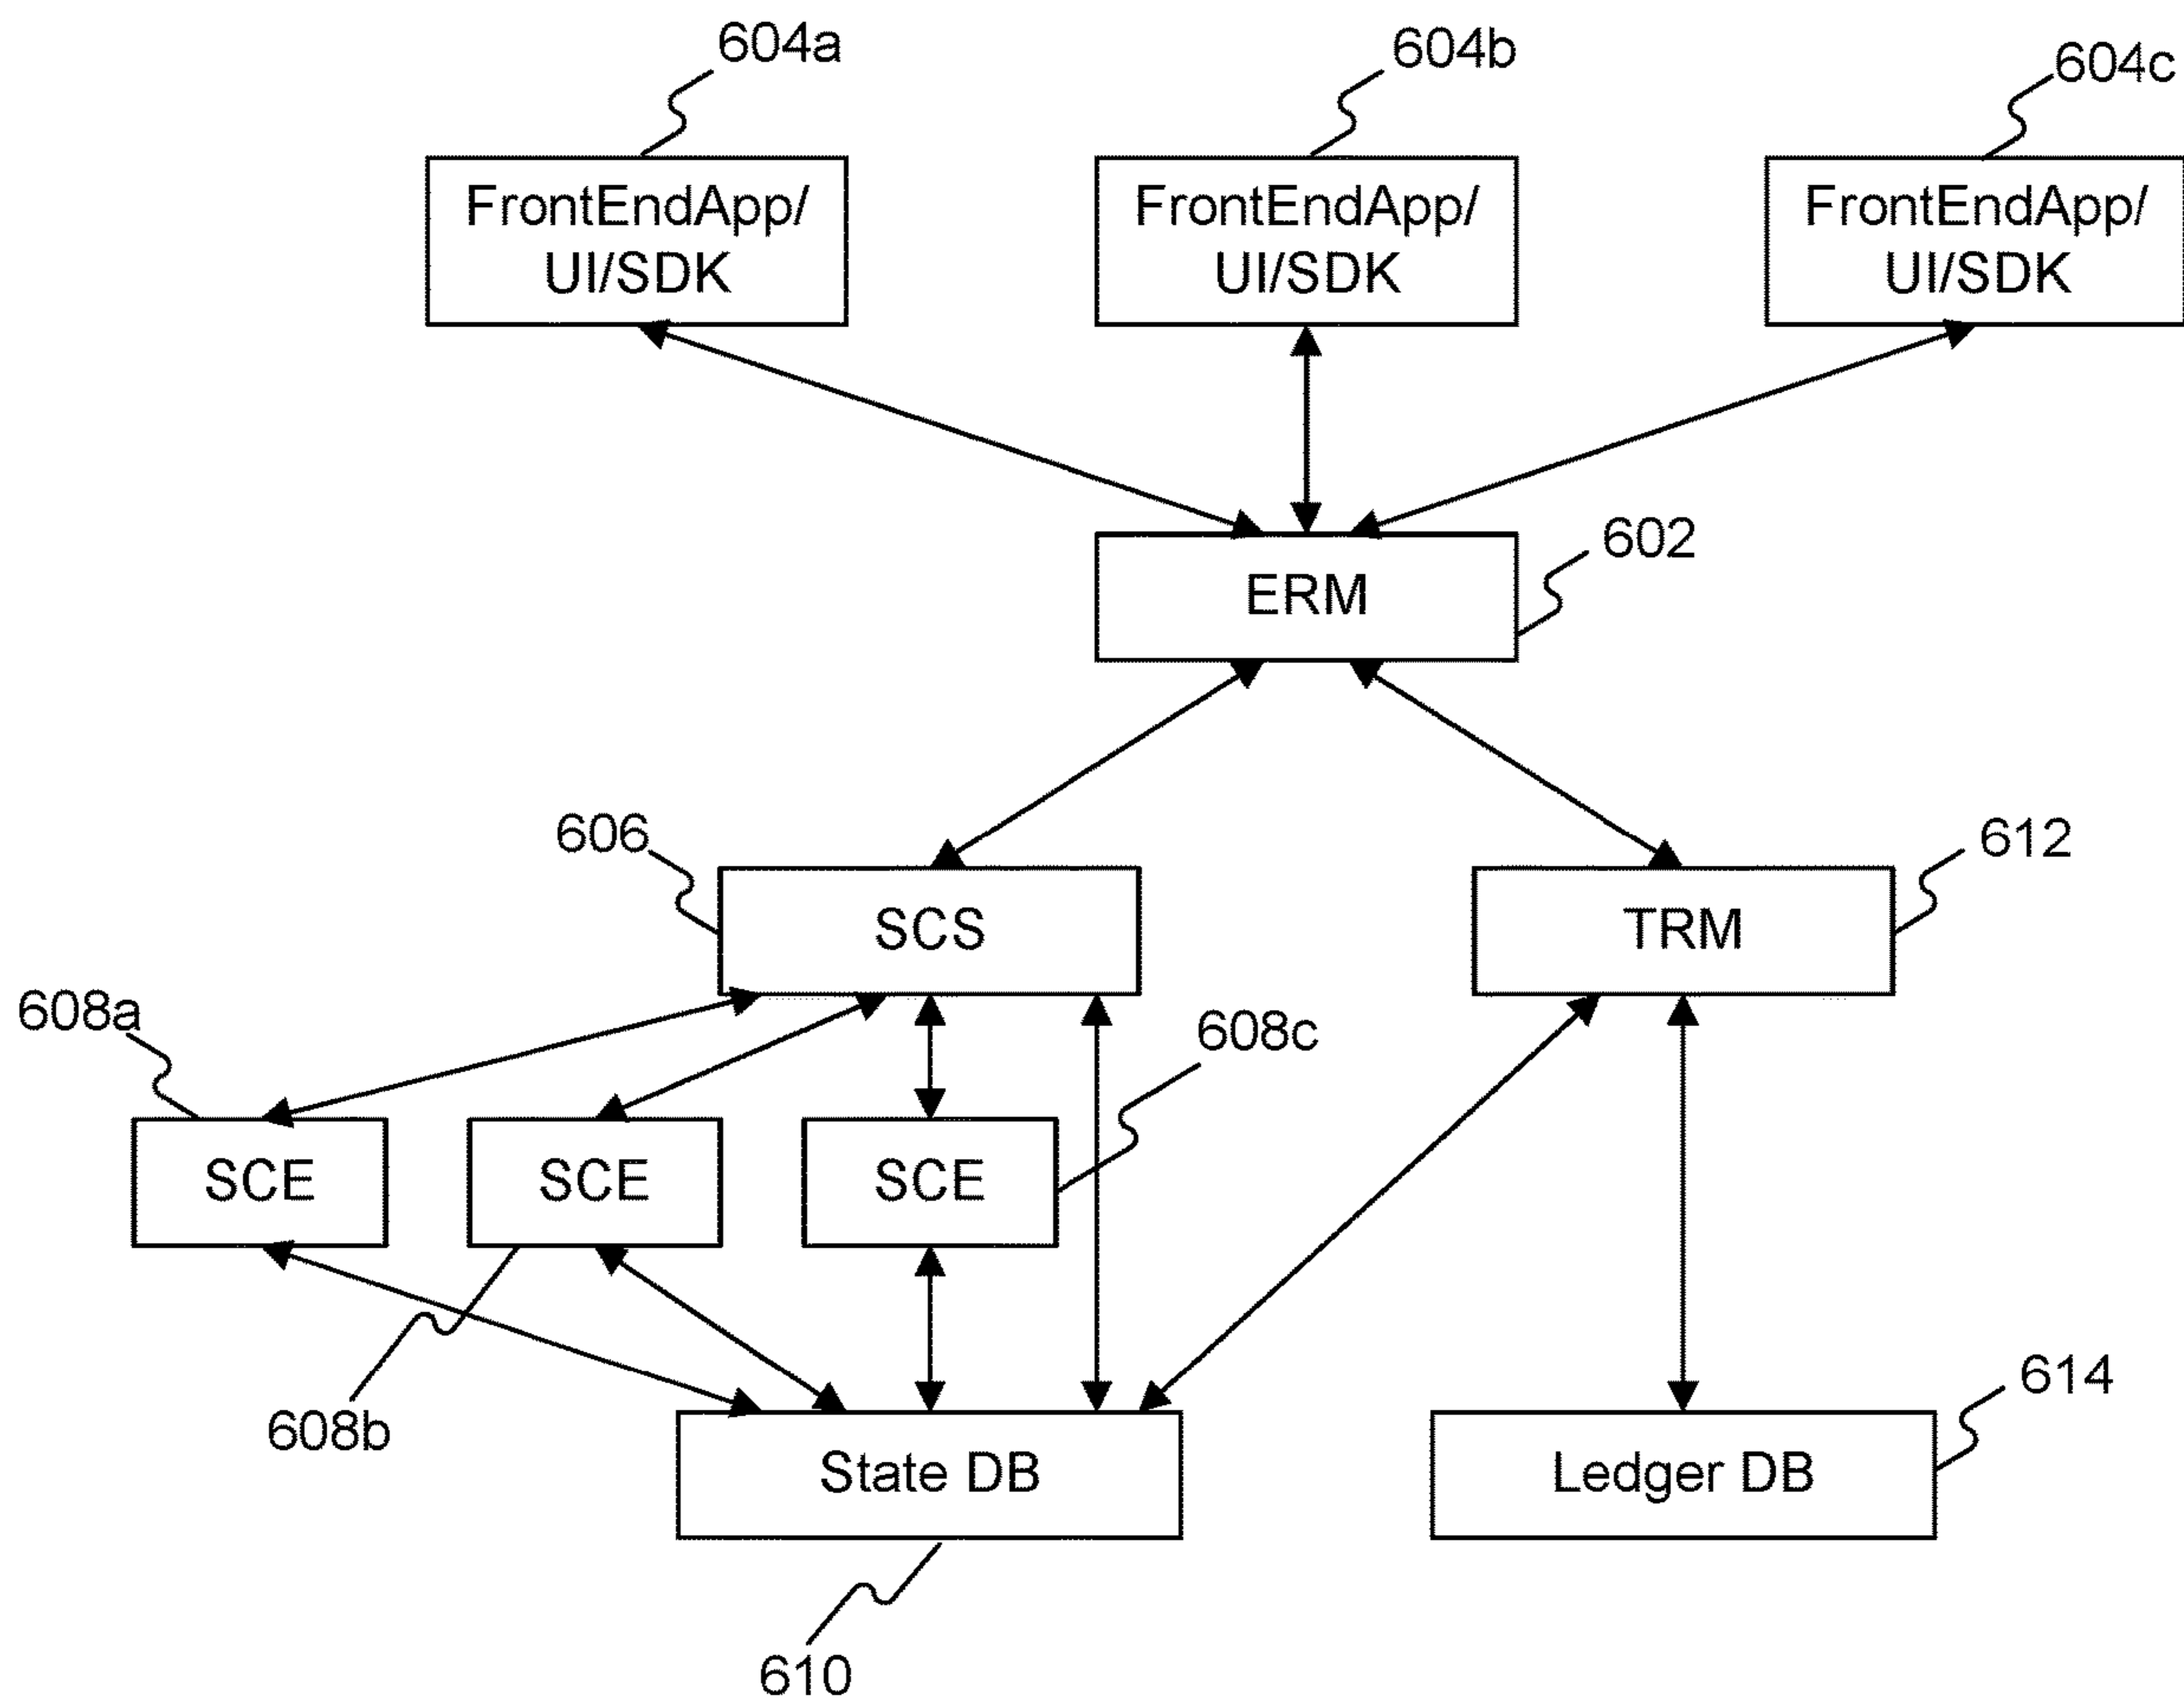 604a
604b
604c
FrontEndApp/
UI/SDK
FrontEndApp/
UI/SDK
FrontEndApp/
UI/SDK
602
ERM
606
612
SCS
TRM
608a
608c
SCE
SCE
SCE
614
608b
State DB
Ledger DB
610